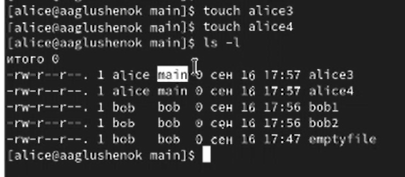 [alice@aaglushenok main]$ touch alice3
[alice@aaglushenok main]$ touch alice4
[alice@aaglushenok main]$ ls -l
итого 0
-rw-r--r--. 1 alice main 0 сен 16 17:57 alice3
-rw-r--r--. 1 alice main 0 сен 16 17:57 alice4
-rw-r--r--. 1 bob bob 0 сен 16 17:56 bob1
-rw-r--r--. 1 bob bob 0 сен 16 17:56 bob2
-rw-r--r--. 1 bob bob 0 сен 16 17:47 emptyfile
[alice@aaglushenok main]$